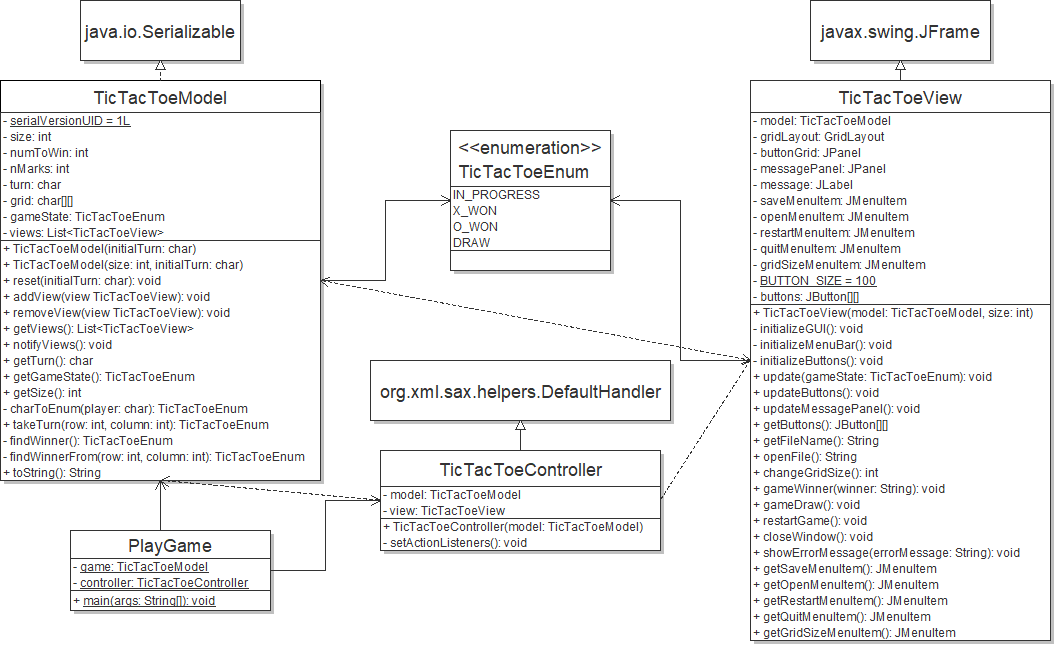 java.io.Serializable
TicTacToeModel
- serialVersionUID = 1L
- size: int
- numToWin: int
- nMarks: int
- turn: char
- grid: char[][]
- gameState: TicTacToeEnum
- views: List<TicTacToeView>
+ TicTacToeModel(initialTurn: char)
+ TicTacToeModel(size: int, initialTurn: char)
+ reset(initialTurn: char): void
+ addView(view TicTacToeView): void
+ removeView(view TicTacToeView): void
+ getViews(): List<TicTacToeView>
+ notifyViews(): void
+ getTurn(): char
+ getGameState(): TicTacToeEnum
+ getSize(): int
- charToEnum(player: char): TicTacToeEnum
+ takeTurn(row: int, column: int): TicTacToeEnum
- findWinner(): TicTacToeEnum
- findWinnerFrom(row: int, column: int): TicTacToeEnum
+ toString(): String
<<enumeration>>
TicTacToeEnum
IN_PROGRESS
X_WON
O_WON
DRAW
org.xml.sax.helpers.DefaultHandler
TicTacToeController
- model: TicTacToeModel
- view: TicTacToeView
+ TicTacToeController(model: TicTacToeModel)
- setActionListeners(): void
PlayGame
- game: TicTacToeModel
- controller: TicTacToeController
+ main(args: String[]): void
javax.swing.JFrame
TicTacToeView
- model: TicTacToeModel
- gridLayout: GridLayout
- buttonGrid: JPanel
- messagePanel: JPanel
- message: JLabel
- saveMenuItem: JMenuItem
- openMenuItem: JMenuItem
- restartMenuItem: JMenuItem
- quitMenuItem: JMenuItem
- gridSizeMenuItem: JMenuItem
- BUTTON_SIZE = 100
- buttons: JButton[][]
+ TicTacToeView(model: TicTacToeModel, size: int)
- initializeGUI(): void
- initializeMenuBar(): void
- initializeButtons(): void
+ update(gameState: TicTacToeEnum): void
+ updateButtons(): void
+ updateMessagePanel(): void
+ getButtons(): JButton[][]
+ getFileName(): String
+ openFile(): String
+ changeGridSize(): int
+ gameWinner(winner: String): void
+ gameDraw(): void
+ restartGame(): void
+ closeWindow(): void
+ showErrorMessage(errorMessage: String): void
+ getSaveMenuItem(): JMenuItem
+ getOpenMenuItem(): JMenuItem
+ getRestartMenuItem(): JMenuItem
+ getQuitMenuItem(): JMenuItem
+ getGridSizeMenuItem(): JMenuItem